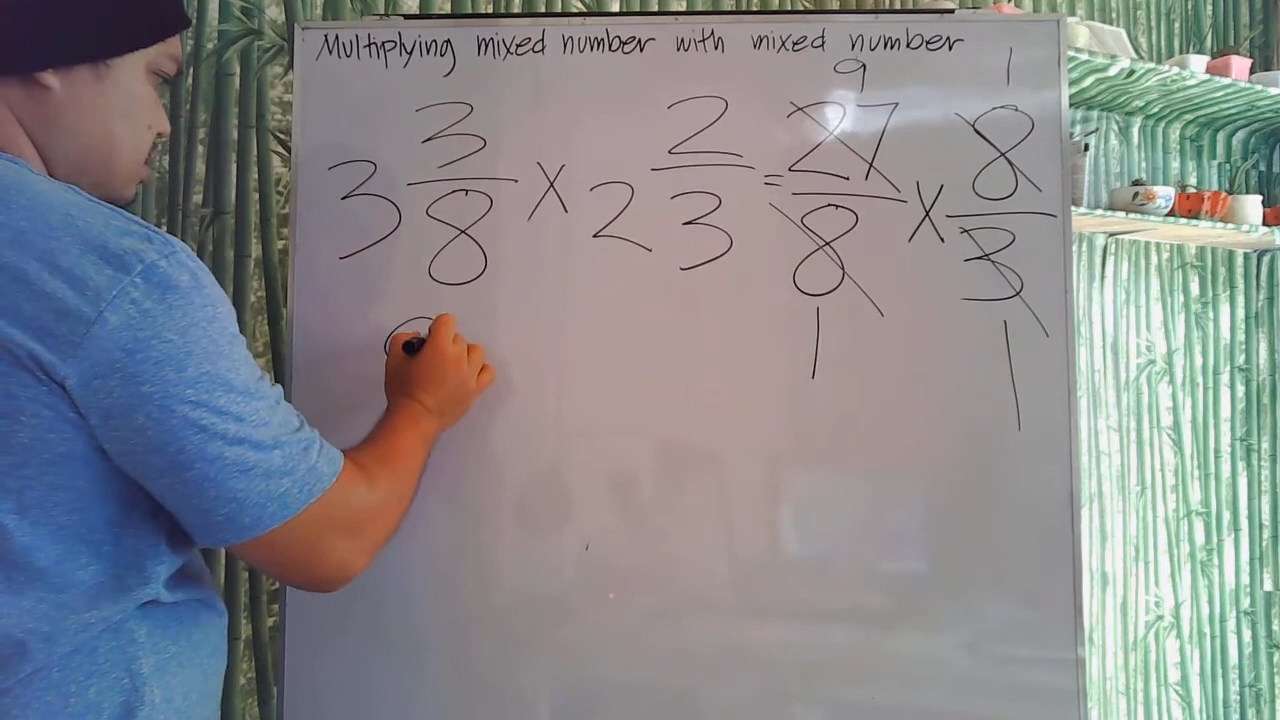 Multiplying mixed number with mixed number
9 1
3 3/8 x 2 2/3 = 27/8 x 8/3
1 1